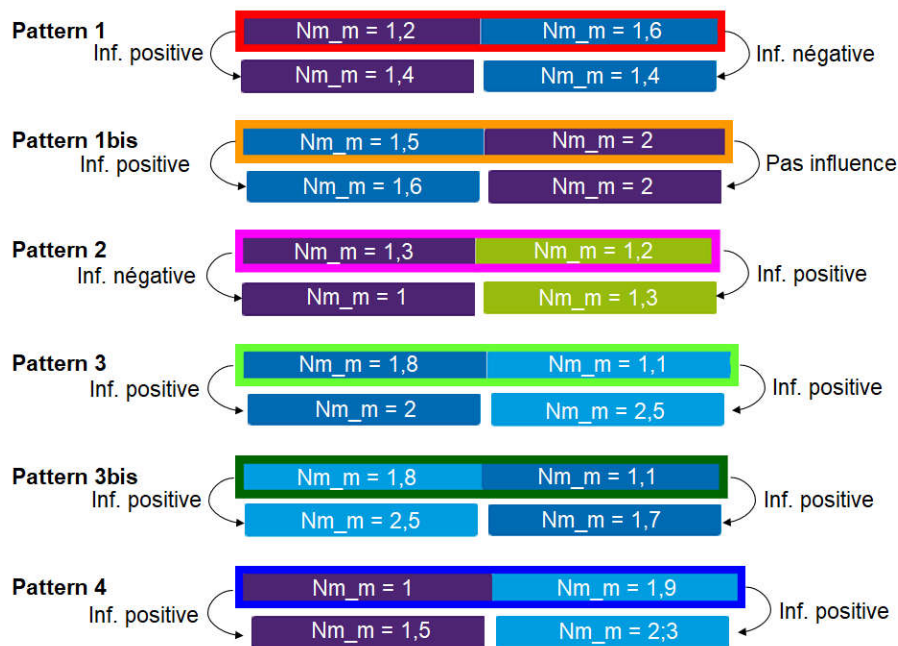 Pattern 1
Nm_m = 1,2 Nm_m = 1,6
Inf. positive Inf. négative
Nm_m = 1,4 Nm_m = 1,4
Pattern 1bis Nm_m = 1,5 Nm_m = 2
Inf. positive Pas influence
Nm_m = 1,6 Nm_m = 2
Pattern 2 Nm_m = 1,3 Nm_m = 1,2
Inf. négative Inf. positive
Nm_m = 1 Nm_m = 1,3
Pattern 3 Nm_m = 1,8 Nm_m = 1,1
Inf. positive Inf. positive
Nm_m = 2 Nm_m = 2,5
Pattern 3bis Nm_m = 1,8 Nm_m = 1,1
Inf. positive Inf. positive
Nm_m = 2,5 Nm_m = 1,7
Pattern 4 Nm_m = 1 Nm_m = 1,9
Inf. positive Inf. positive
Nm_m = 1,5 Nm_m = 2;3